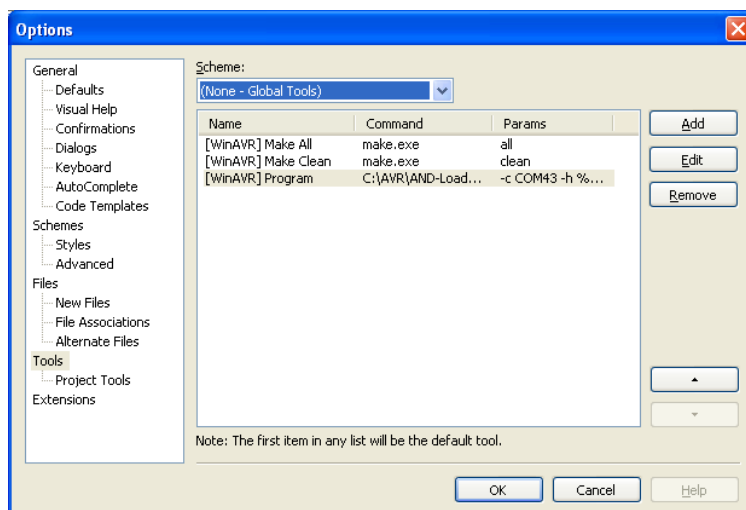 Options
General
Defaults
Visual Help
Confirmations
Dialogs
Keyboard
AutoComplete
Code Templates
Schemes
Styles
Advanced
Files
New Files
File Associations
Alternate Files
Tools
Project Tools
Extensions
Scheme:
(None - Global Tools)
Name Command Params
[WinAVR] Make All make.exe all
[WinAVR] Make Clean make.exe clean
[WinAVR] Program C:\AVR\AND-Load... -c COM43 -h %...
Add
Edit
Remove
Note: The first item in any list will be the default tool.
OK Cancel Help